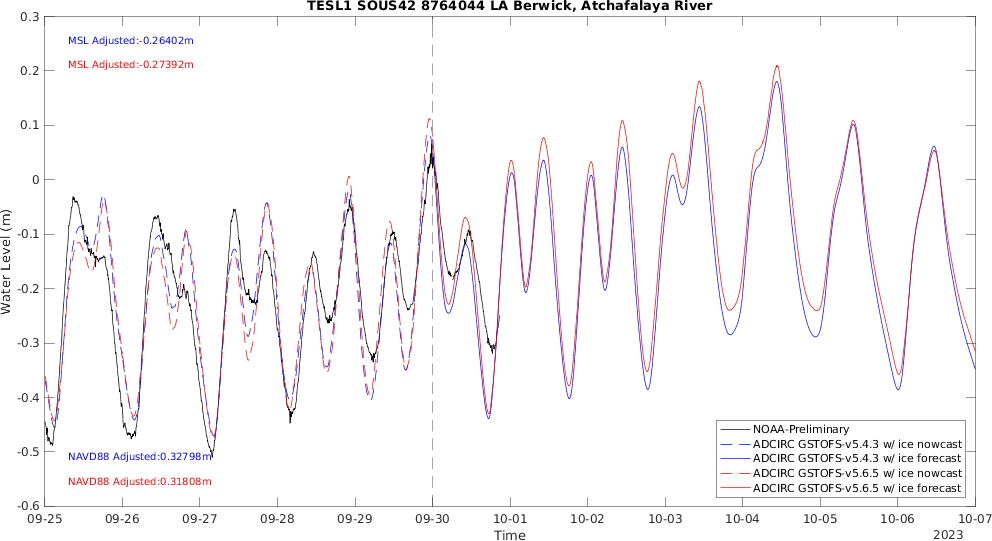 TESL1 SOUS42 8764044 LA Berwick, Atchafalaya River
0.3
MSL Adjusted:-0.26402m
MSL Adjusted:-0.27392m
0.2
0.1
0
-0.1
-0.2
-0.3
-0.4
-0.5
-0.6
Water Level (m)
NAVD88 Adjusted:0.32798m
NAVD88 Adjusted:0.31808m
NOAA-Preliminary
ADCIRC GSTOFS-v5.4.3 w/ ice nowcast
ADCIRC GSTOFS-v5.4.3 w/ ice forecast
ADCIRC GSTOFS-v5.6.5 w/ ice nowcast
ADCIRC GSTOFS-v5.6.5 w/ ice forecast
09-25 09-26 09-27 09-28 09-29 09-30 10-01 10-02 10-03 10-04 10-05 10-06 10-07
Time
2023